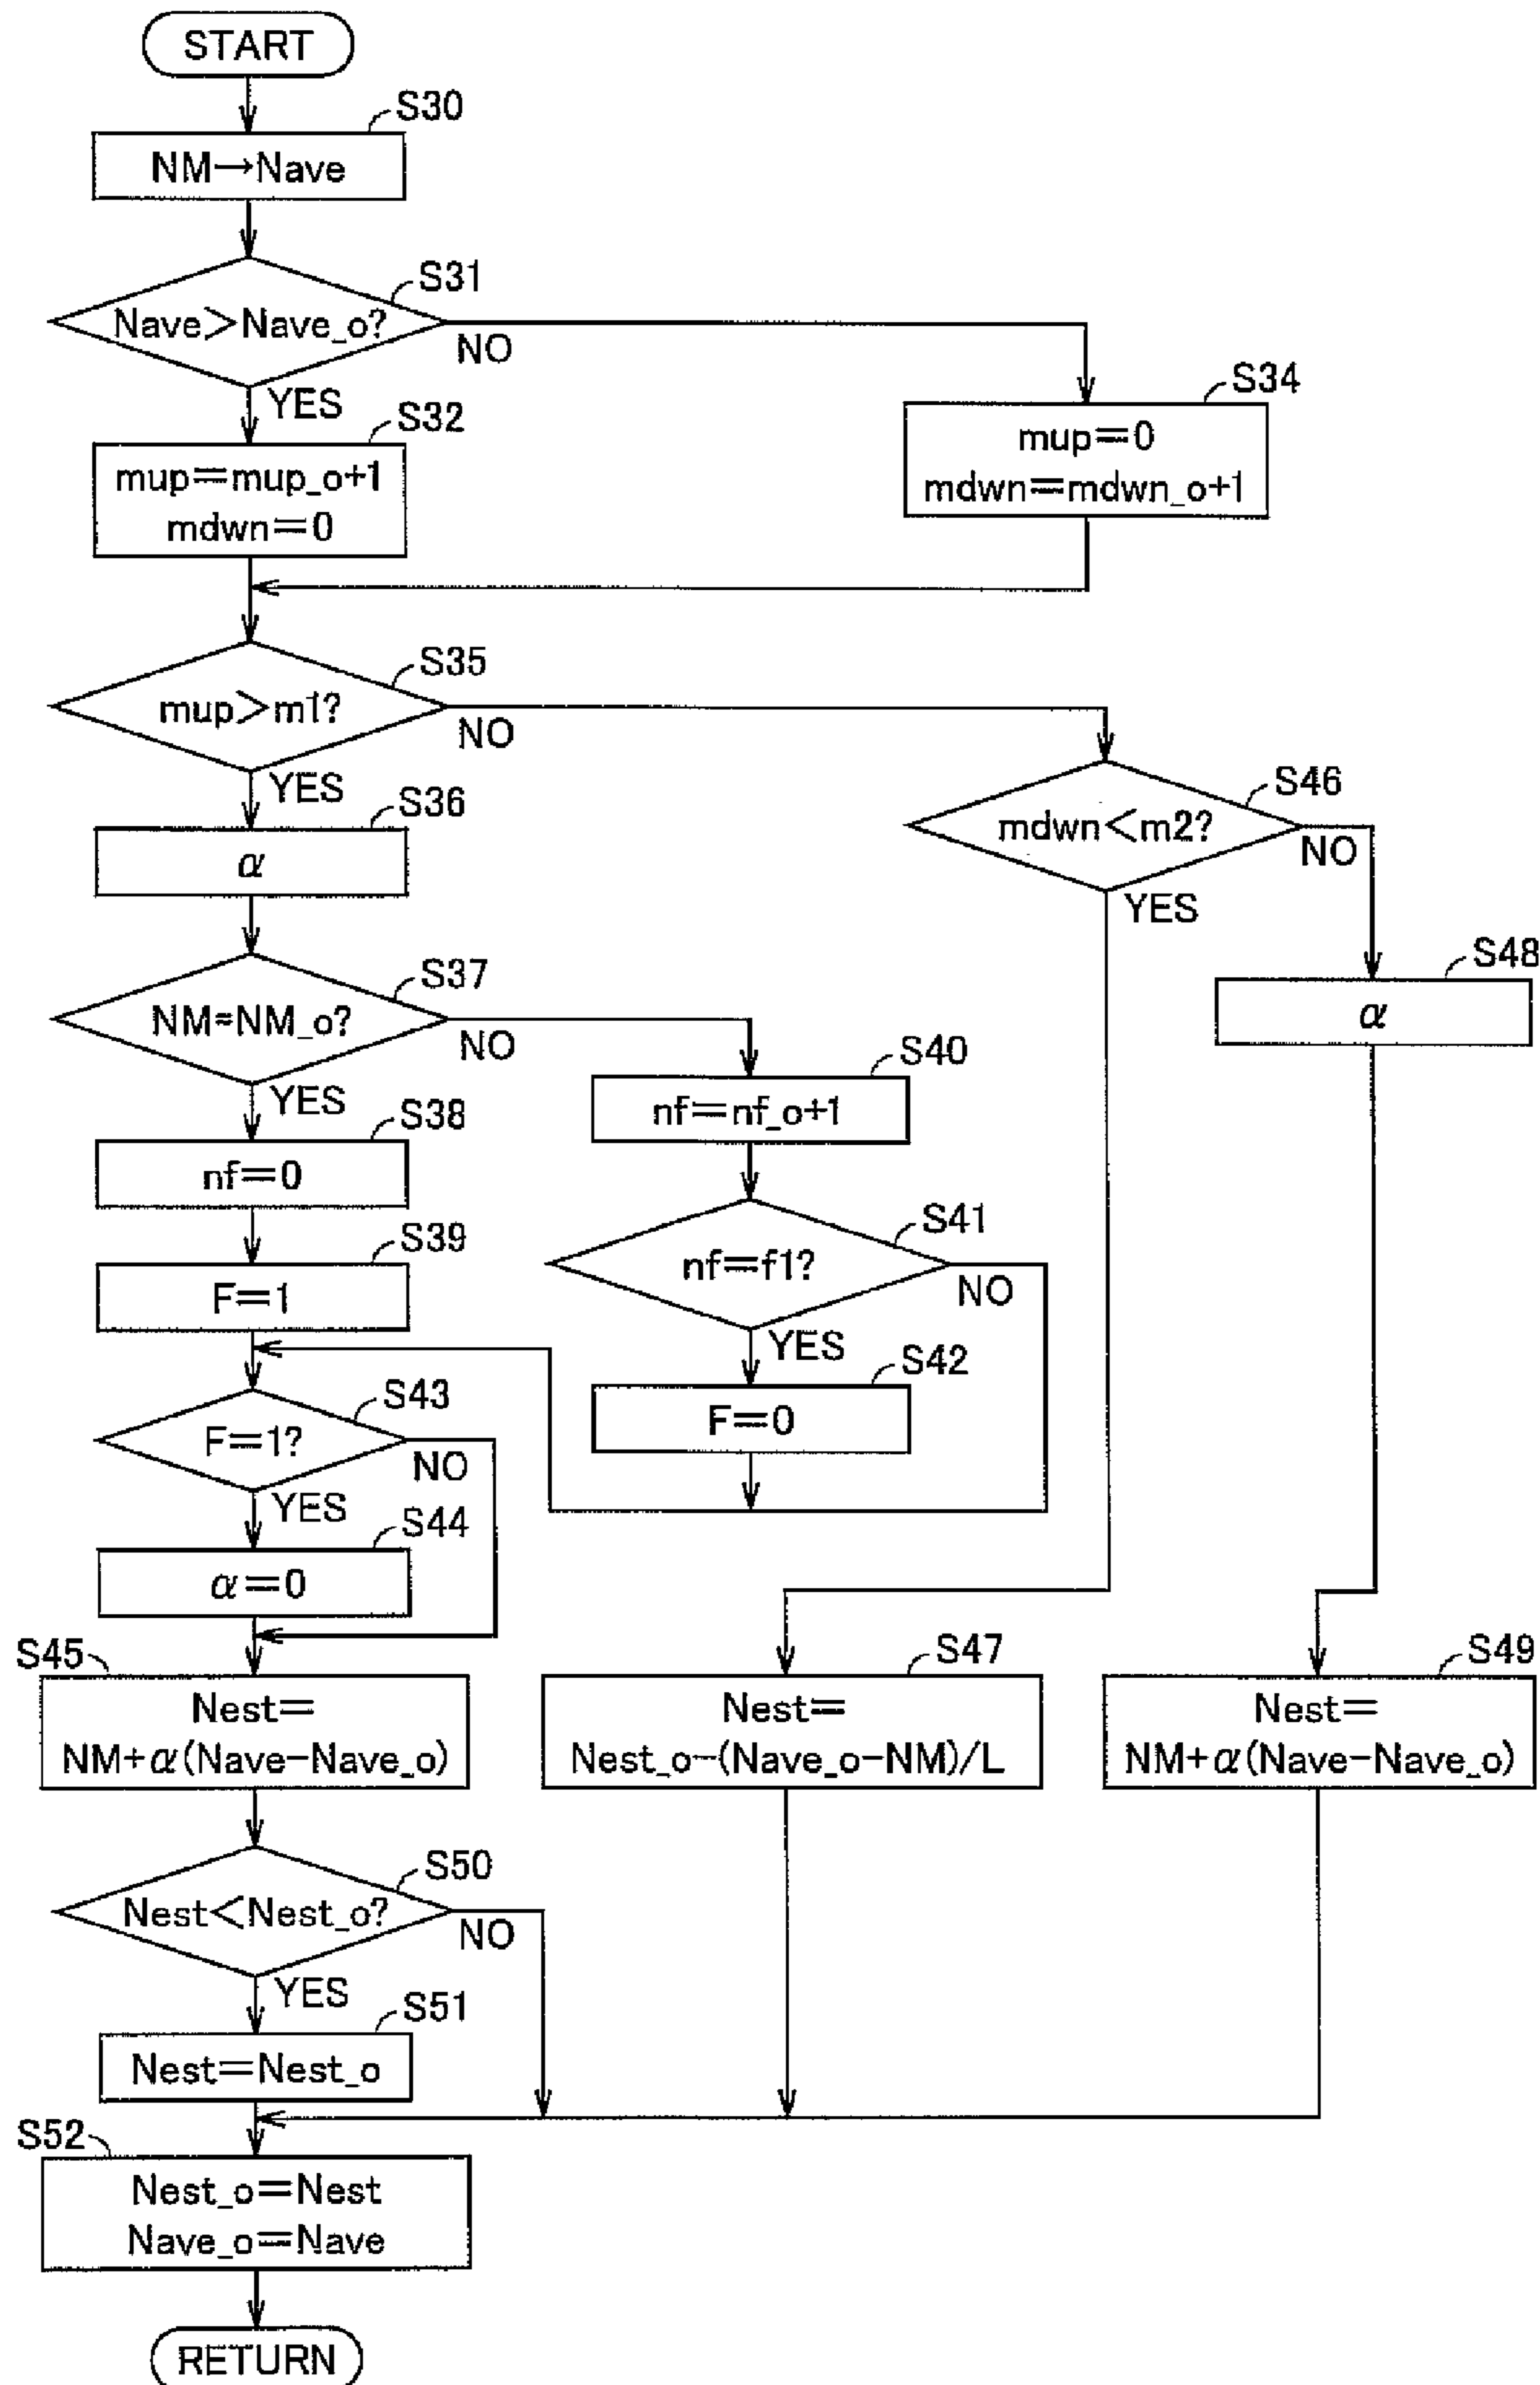 START
S30
NM→Nave
S31
Nave>Nave_o?
NO
YES
S32
mup=mup_o+1
mdwn=0
S34
mup=0
mdwn=mdwn_o+1
S35
mup>m1?
NO
YES
S36
α
S46
mdwn<m2?
NO
YES
S48
α
S37
NM≈NM_o?
NO
YES
S38
nf=0
S39
F=1
S40
nf=nf_o+1
S41
nf=f1?
NO
YES
S42
F=0
S43
F=1?
NO
YES
S44
α=0
S45
Nest=
NM+α(Nave-Nave_o)
S47
Nest=
Nest_o-(Nave_o-NM)/L
S49
Nest=
NM+α(Nave-Nave_o)
S50
Nest<Nest_o?
NO
YES
S51
Nest=Nest_o
S52
Nest_o=Nest
Nave_o=Nave
RETURN